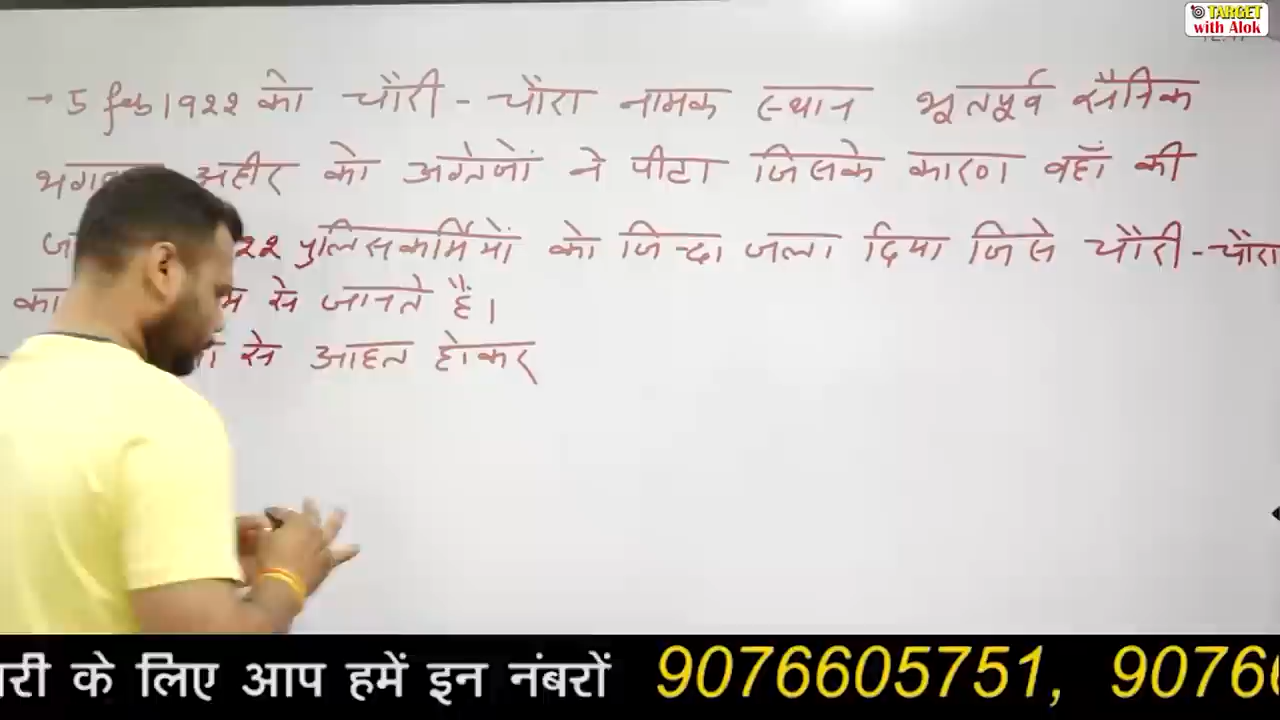 TARGET
with Alok
→ 5 feb 1922 को चौरी - चौरा नामक स्थान भूतपूर्व सैनिक
अहीर को अग्रेजों ने पीटा जिसके कारण वहाँ की
22 पुलिसकर्मियों को जिन्दा जला दिया जिसे चौरी-चौरा
का से जानते हैं।
से आहत होकर
री के लिए आप हमें इन नंबरों 9076605751, 9076